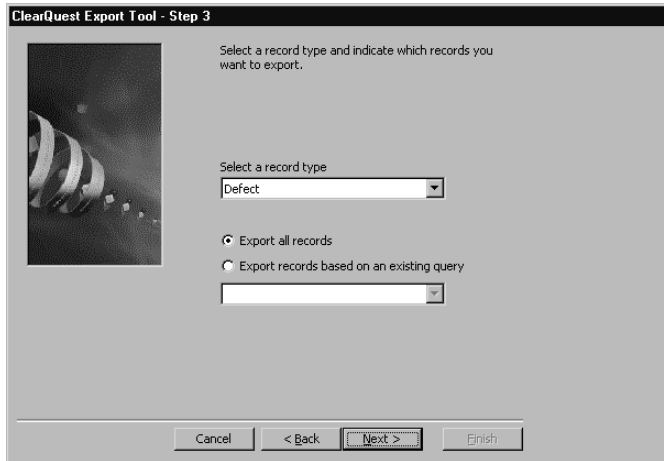 ClearQuest Export Tool - Step 3
Select a record type and indicate which records you
want to export.
Select a record type
Defect
Export all records
Export records based on an existing query
Cancel
< Back
Next >
Finish